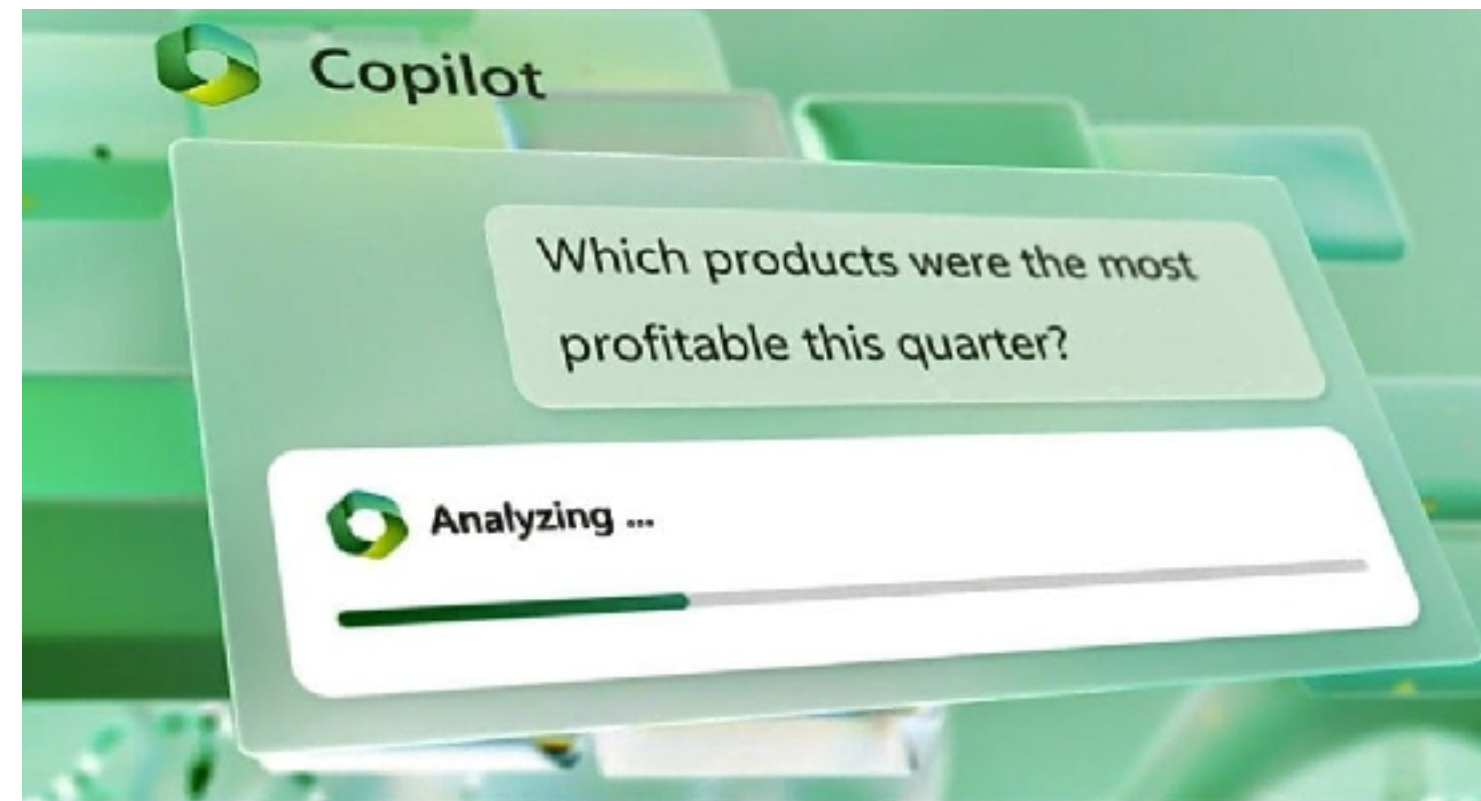 Copilot
Which products were the most
profitable this quarter?
Analyzing ...